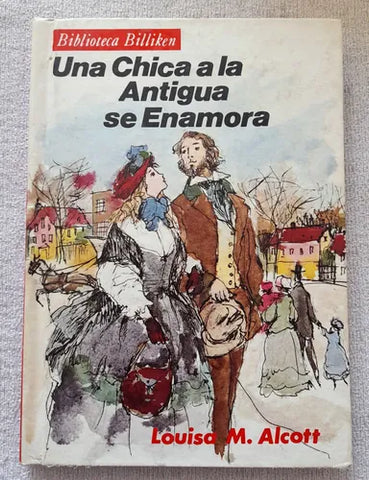 Biblioteca Billiken
Una Chica a la
Antigua
se Enamora
Louisa M. Alcott